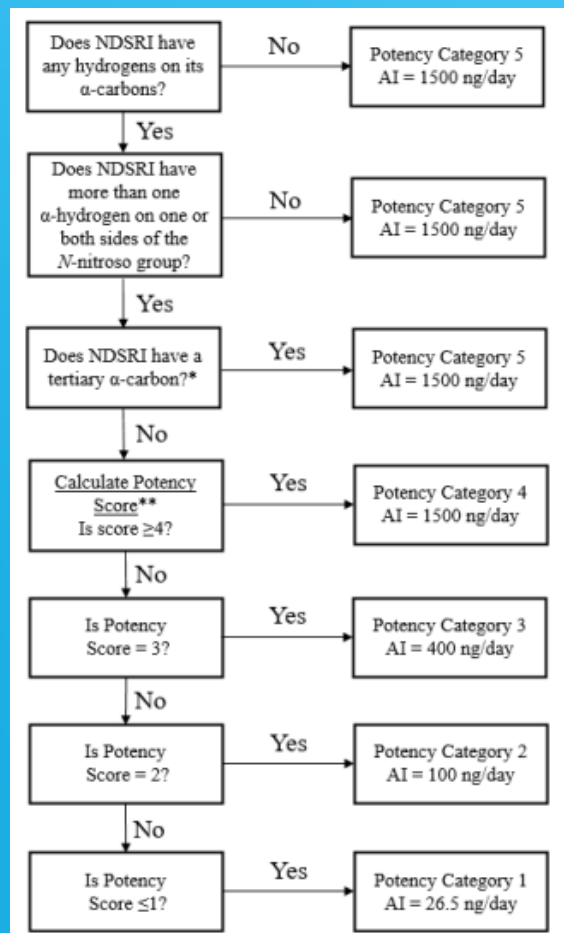 Does NDSRI have
any hydrogens on its
α-carbons?
No
Potency Category 5
AI = 1500 ng/day
Yes
Does NDSRI have
more than one
α-hydrogen on one or
both sides of the
N-nitroso group?
No
Potency Category 5
AI = 1500 ng/day
Yes
Does NDSRI have a
tertiary α-carbon?*
Yes
Potency Category 5
AI = 1500 ng/day
No
Calculate Potency
Score**
Is score ≥4?
Yes
Potency Category 4
AI = 1500 ng/day
No
Is Potency
Score = 3?
Yes
Potency Category 3
AI = 400 ng/day
No
Is Potency
Score = 2?
Yes
Potency Category 2
AI = 100 ng/day
No
Is Potency
Score ≤1?
Yes
Potency Category 1
AI = 26.5 ng/day